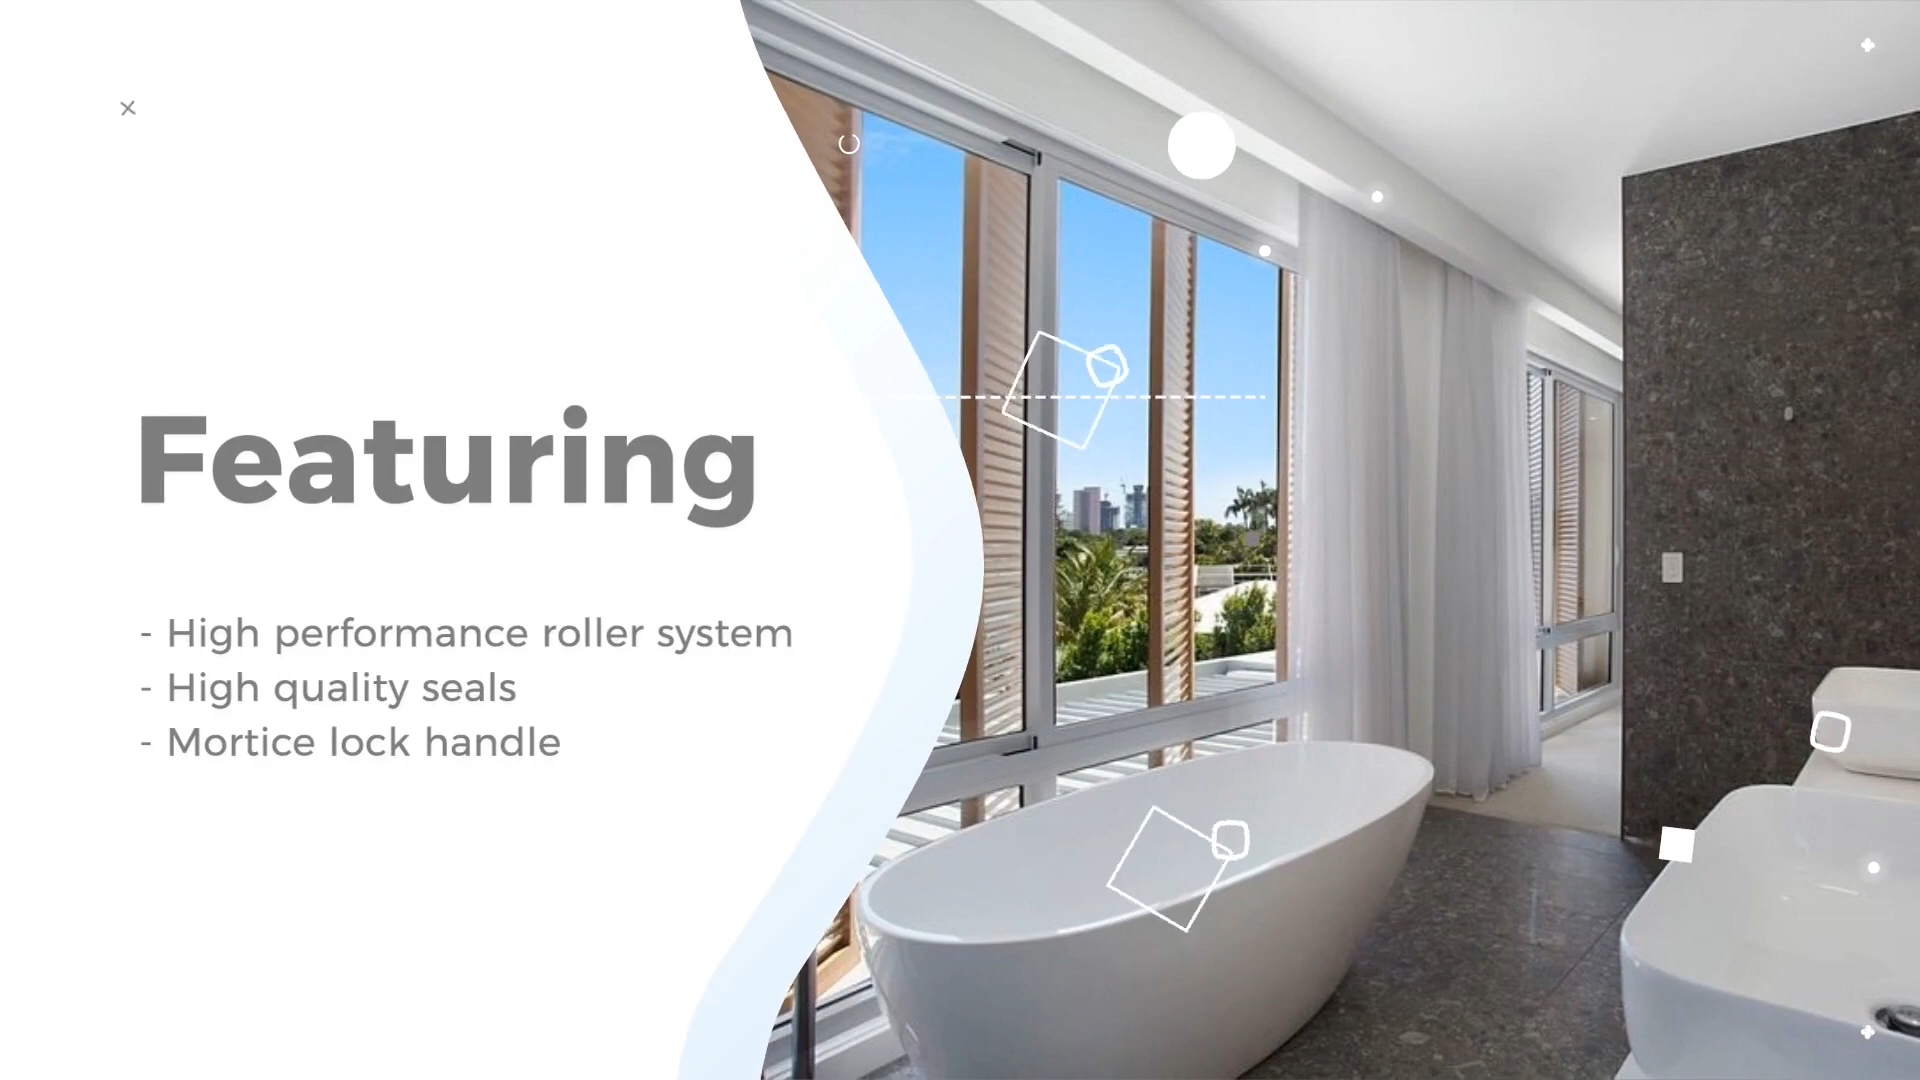 Featuring
- High performance roller system
- High quality seals
- Mortice lock handle